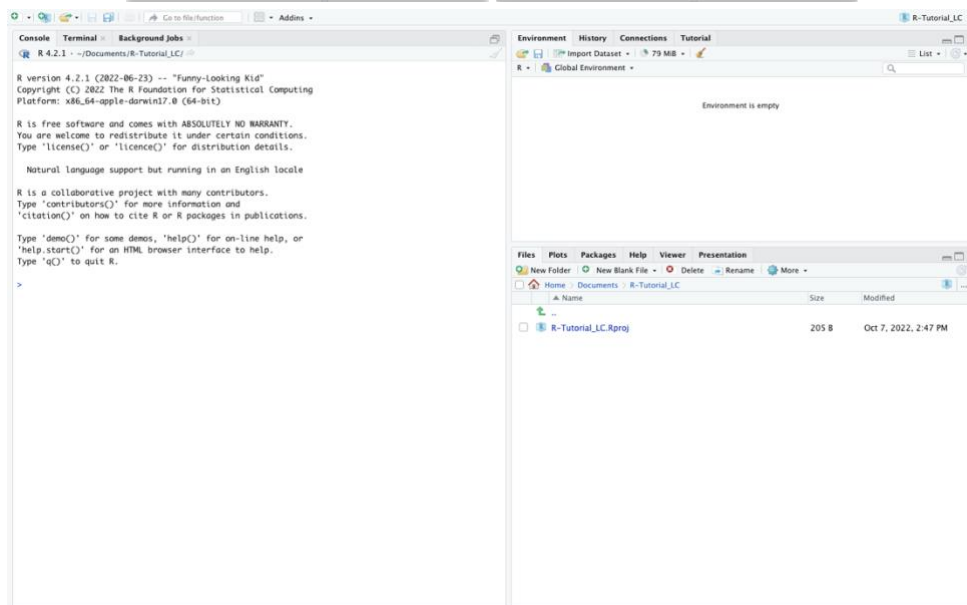 Go to file/function
Addins
R-Tutorial_LC
Console Terminal Background Jobs
R 4.2.1 · ~/Documents/R-Tutorial_LC/
R version 4.2.1 (2022-06-23) -- "Funny-Looking Kid"
Copyright (C) 2022 The R Foundation for Statistical Computing
Platform: x86_64-apple-darwin17.0 (64-bit)
R is free software and comes with ABSOLUTELY NO WARRANTY.
You are welcome to redistribute it under certain conditions.
Type 'license()' or 'licence()' for distribution details.
Natural language support but running in an English locale
R is a collaborative project with many contributors.
Type 'contributors()' for more information and
'citation()' on how to cite R or R packages in publications.
Type 'demo()' for some demos, 'help()' for on-line help, or
'help.start()' for an HTML browser interface to help.
Type 'q()' to quit R.
>
Environment History Connections Tutorial
Import Dataset 79 MiB List
R Global Environment
Environment is empty
Files Plots Packages Help Viewer Presentation
New Folder New Blank File Delete Rename More
Home Documents R-Tutorial_LC ...
Name Size Modified
..
R-Tutorial_LC.Rproj 205 B Oct 7, 2022, 2:47 PM